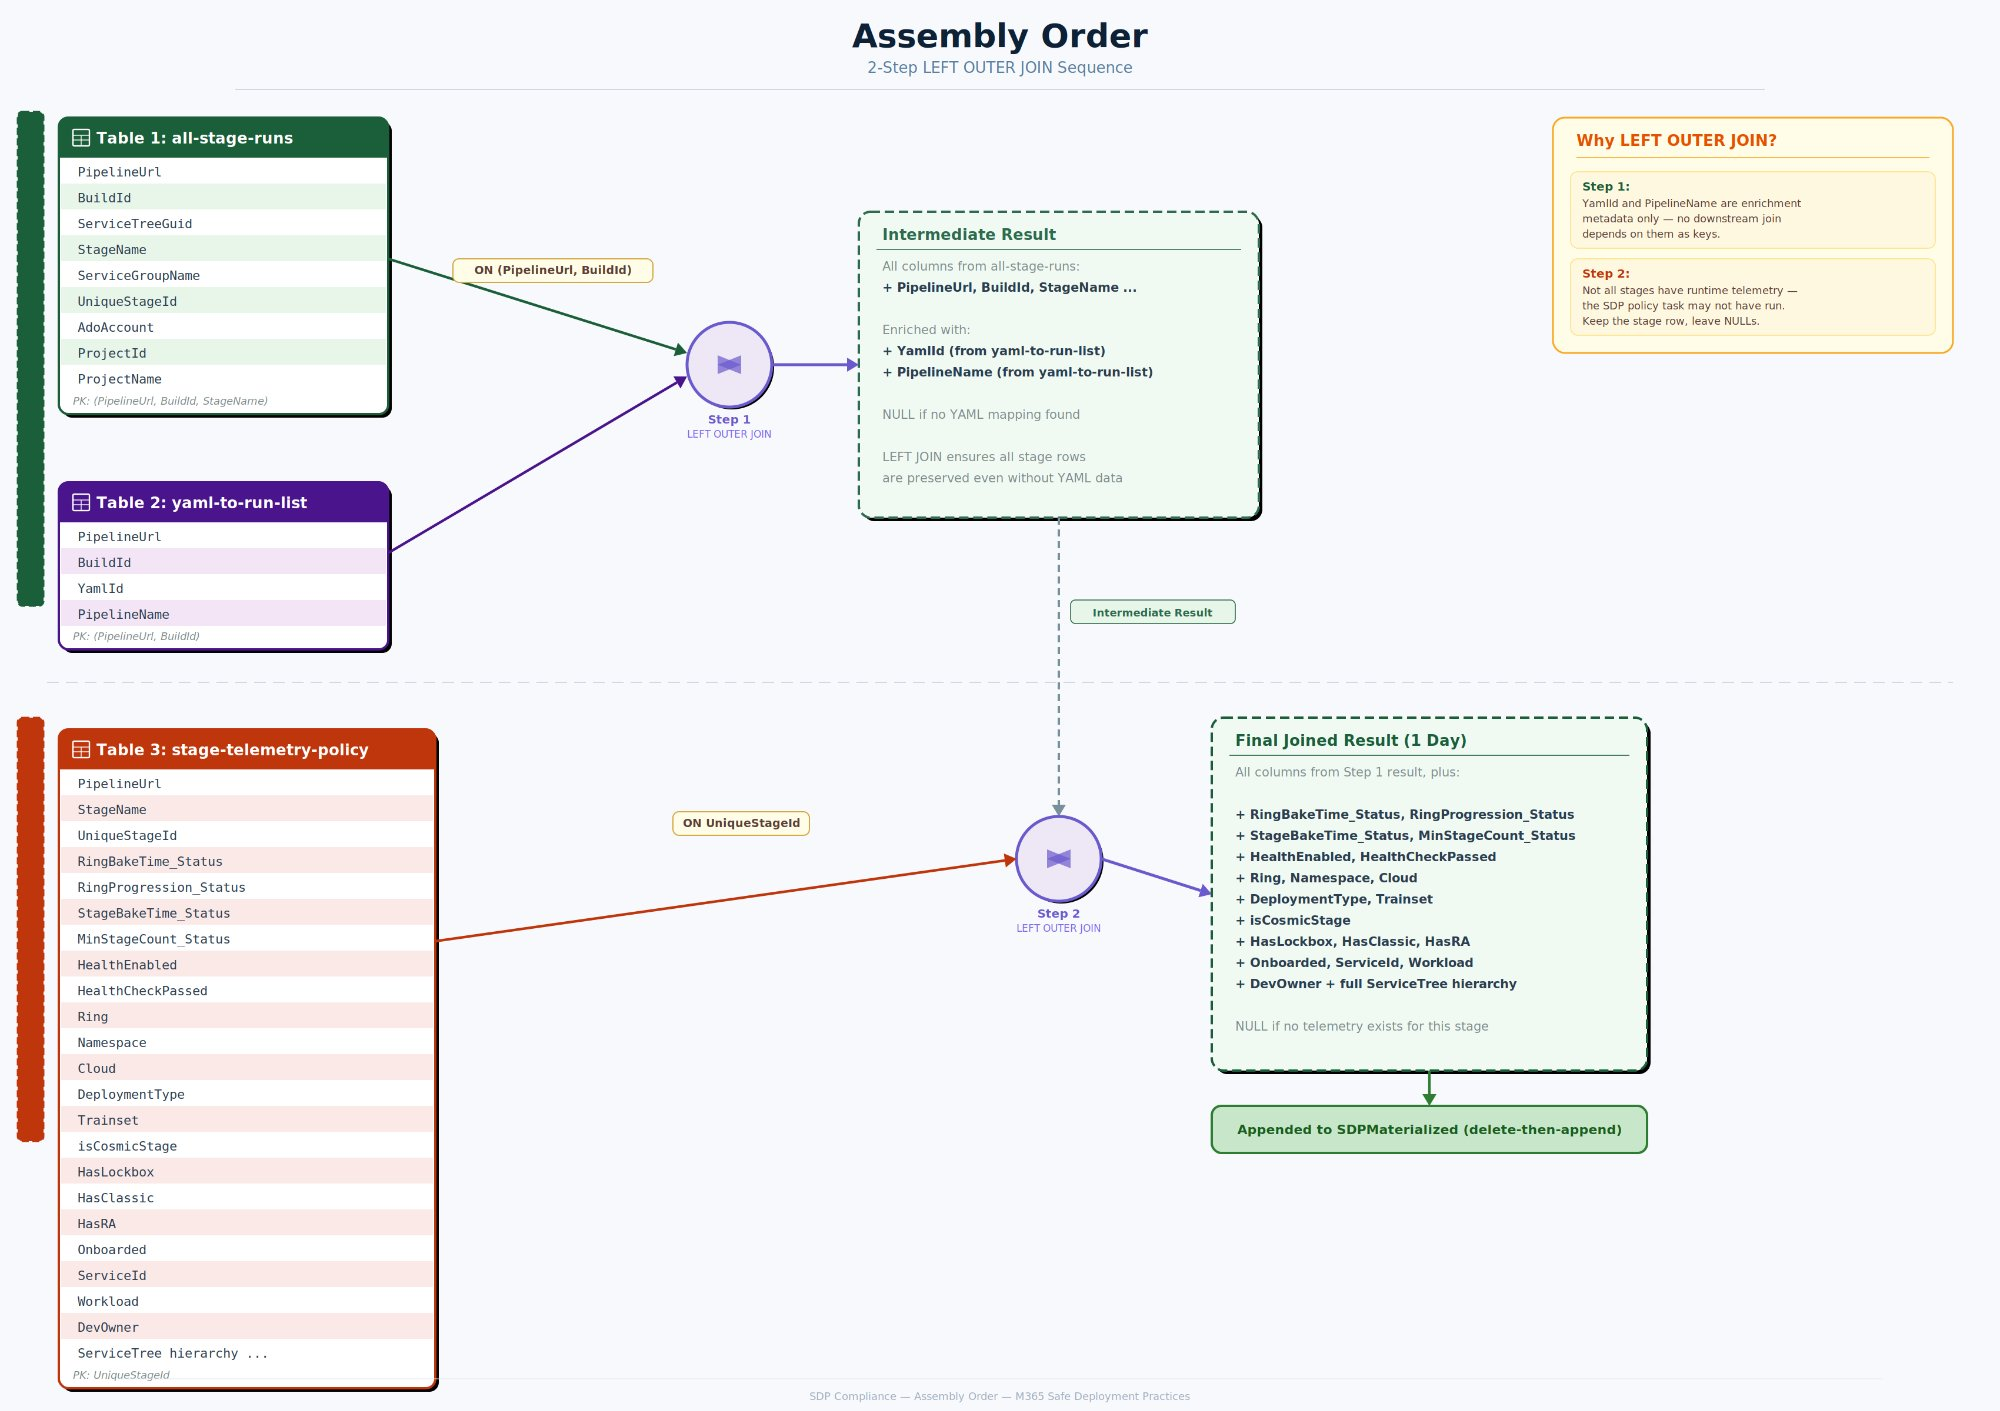 Assembly Order
2-Step LEFT OUTER JOIN Sequence
Table 1: all-stage-runs
PipelineUrl
BuildId
ServiceTreeGuid
StageName
ServiceGroupName
UniqueStageId
AdoAccount
ProjectId
ProjectName
PK: (PipelineUrl, BuildId, StageName)
Table 2: yaml-to-run-list
PipelineUrl
BuildId
YamlId
PipelineName
PK: (PipelineUrl, BuildId)
ON (PipelineUrl, BuildId)
Step 1
LEFT OUTER JOIN
Intermediate Result
All columns from all-stage-runs:
+ PipelineUrl, BuildId, StageName ...
Enriched with:
+ YamlId (from yaml-to-run-list)
+ PipelineName (from yaml-to-run-list)
NULL if no YAML mapping found
LEFT JOIN ensures all stage rows
are preserved even without YAML data
Why LEFT OUTER JOIN?
Step 1:
YamlId and PipelineName are enrichment
metadata only — no downstream join
depends on them as keys.
Step 2:
Not all stages have runtime telemetry —
the SDP policy task may not have run.
Keep the stage row, leave NULLs.
Intermediate Result
Table 3: stage-telemetry-policy
PipelineUrl
StageName
UniqueStageId
RingBakeTime_Status
RingProgression_Status
StageBakeTime_Status
MinStageCount_Status
HealthEnabled
HealthCheckPassed
Ring
Namespace
Cloud
DeploymentType
Trainset
isCosmicStage
HasLockbox
HasClassic
HasRA
Onboarded
ServiceId
Workload
DevOwner
ServiceTree hierarchy ...
PK: UniqueStageId
ON UniqueStageId
Step 2
LEFT OUTER JOIN
Final Joined Result (1 Day)
All columns from Step 1 result, plus:
+ RingBakeTime_Status, RingProgression_Status
+ StageBakeTime_Status, MinStageCount_Status
+ HealthEnabled, HealthCheckPassed
+ Ring, Namespace, Cloud
+ DeploymentType, Trainset
+ isCosmicStage
+ HasLockbox, HasClassic, HasRA
+ Onboarded, ServiceId, Workload
+ DevOwner + full ServiceTree hierarchy
NULL if no telemetry exists for this stage
Appended to SDPMaterialized (delete-then-append)
SDP Compliance — Assembly Order — M365 Safe Deployment Practices